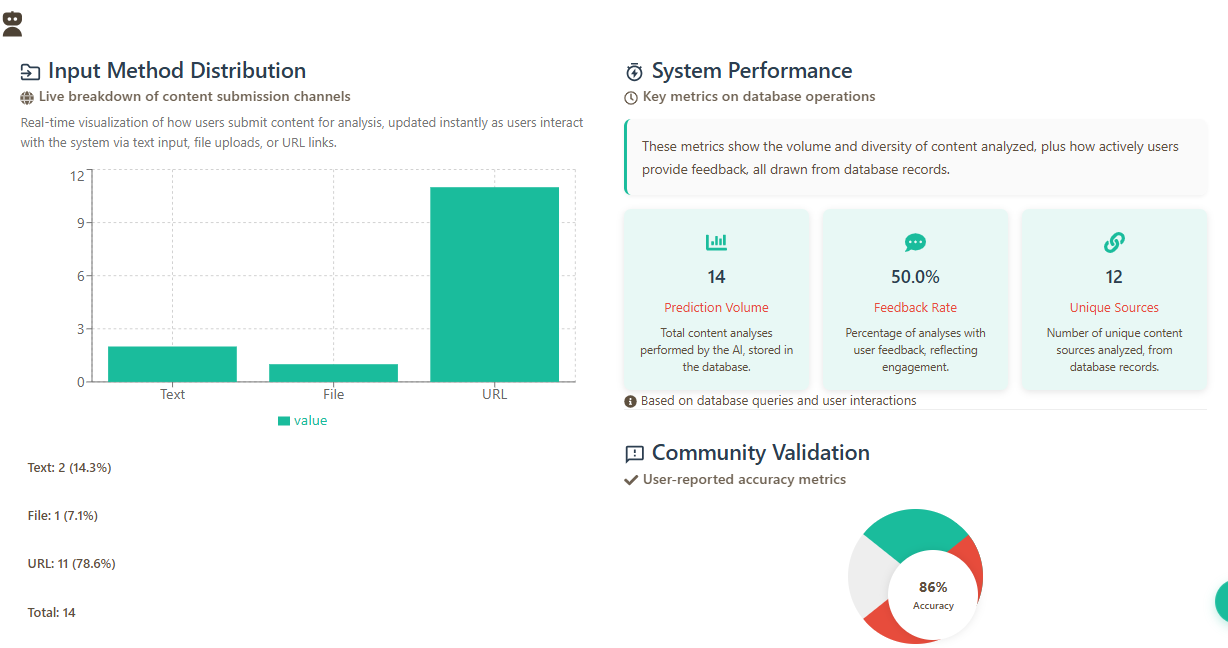 Input Method Distribution
Live breakdown of content submission channels
Real-time visualization of how users submit content for analysis, updated instantly as users interact
with the system via text input, file uploads, or URL links.
12
9
6
3
0
Text File URL
value
Text: 2 (14.3%)
File: 1 (7.1%)
URL: 11 (78.6%)
Total: 14
System Performance
Key metrics on database operations
These metrics show the volume and diversity of content analyzed, plus how actively users
provide feedback, all drawn from database records.
14
Prediction Volume
Total content analyses
performed by the AI, stored in
the database.
50.0%
Feedback Rate
Percentage of analyses with
user feedback, reflecting
engagement.
12
Unique Sources
Number of unique content
sources analyzed, from
database records.
Based on database queries and user interactions
Community Validation
User-reported accuracy metrics
86%
Accuracy